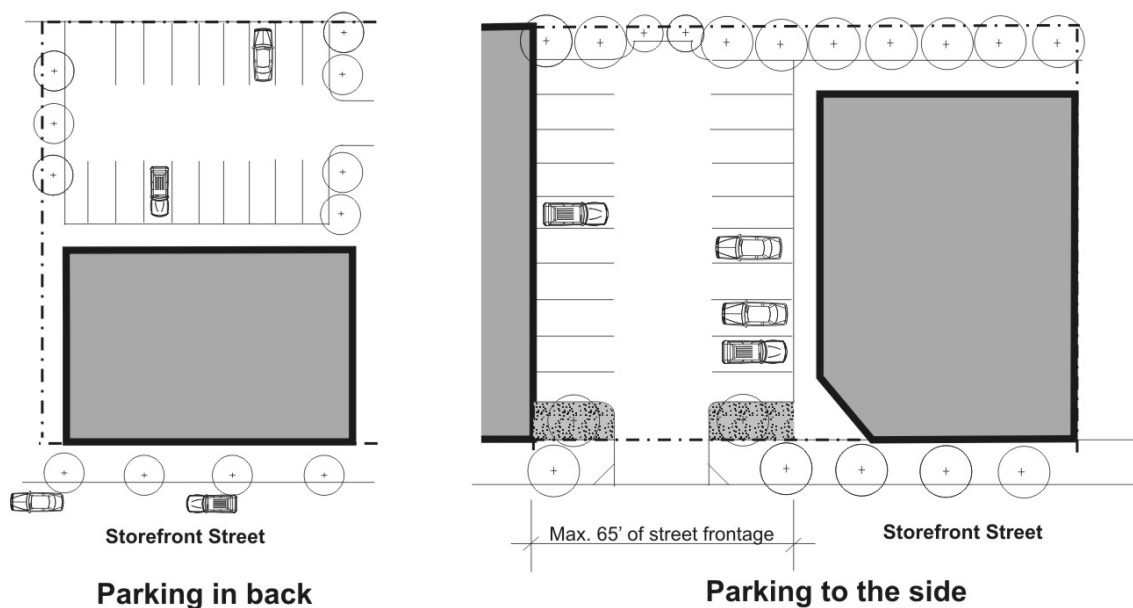 Storefront Street
Parking in back
Max. 65’ of street frontage
Storefront Street
Parking to the side